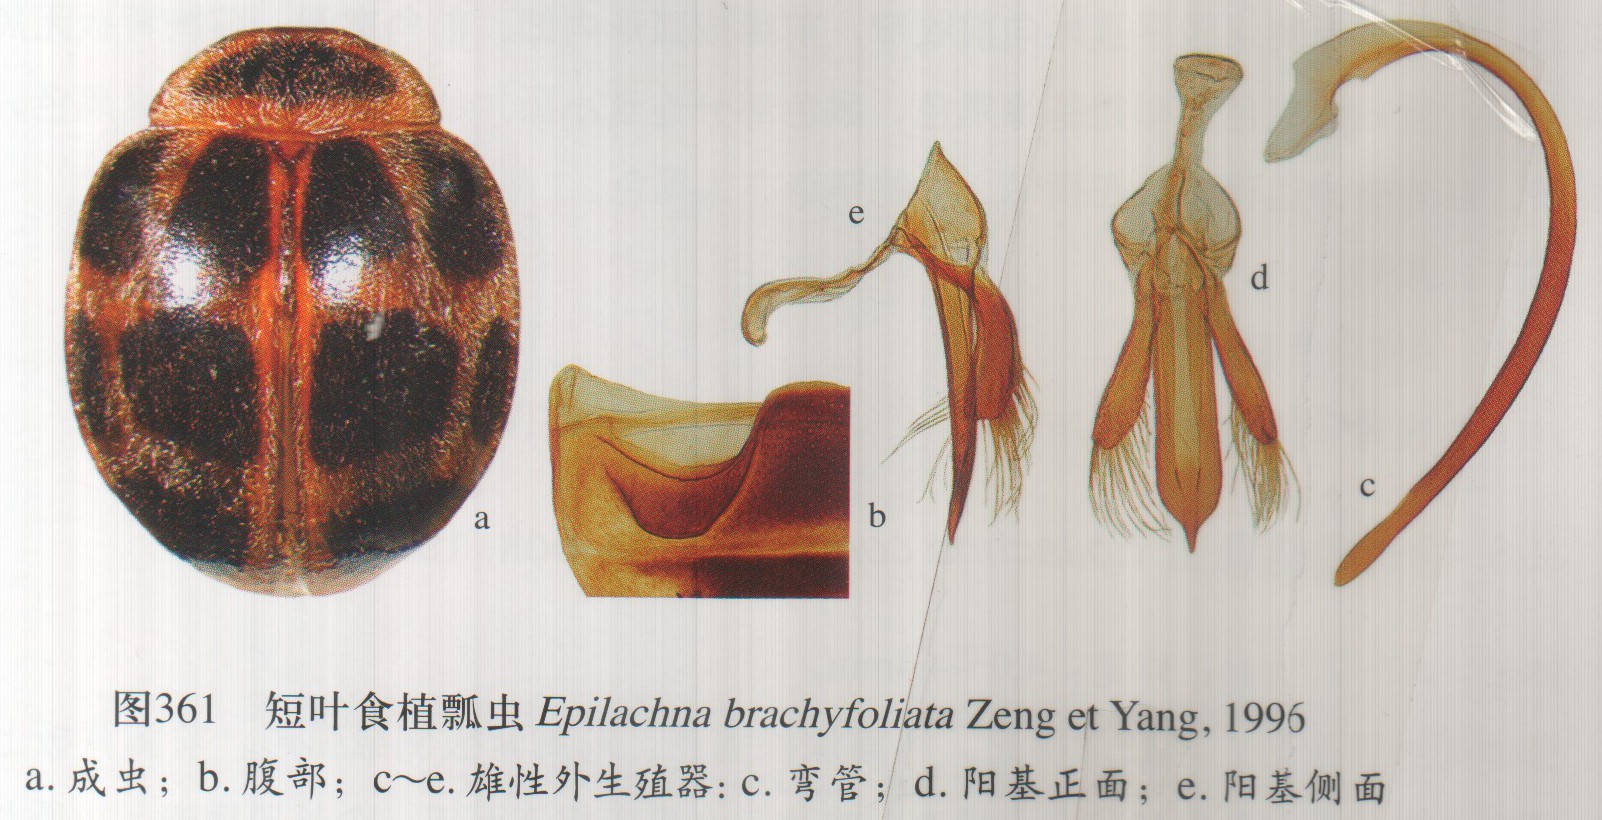 e
d
c
a
b
图361 短叶食植瓢虫 Epilachna brachyfoliata Zeng et Yang, 1996
a. 成虫; b. 腹部; c～e. 雄性外生殖器: c. 弯管; d. 阳基正面; e. 阳基侧面